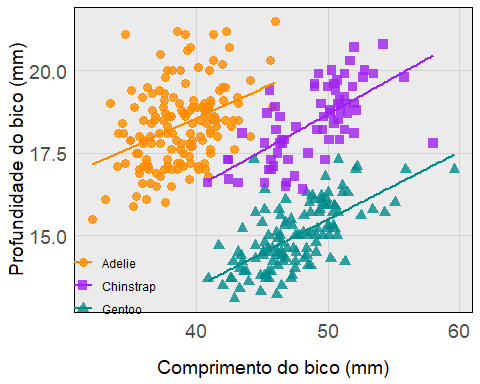 Profundidade do bico (mm)
20.0
17.5
15.0
Adelie
Chinstrap
Gentoo
40
50
60
Comprimento do bico (mm)